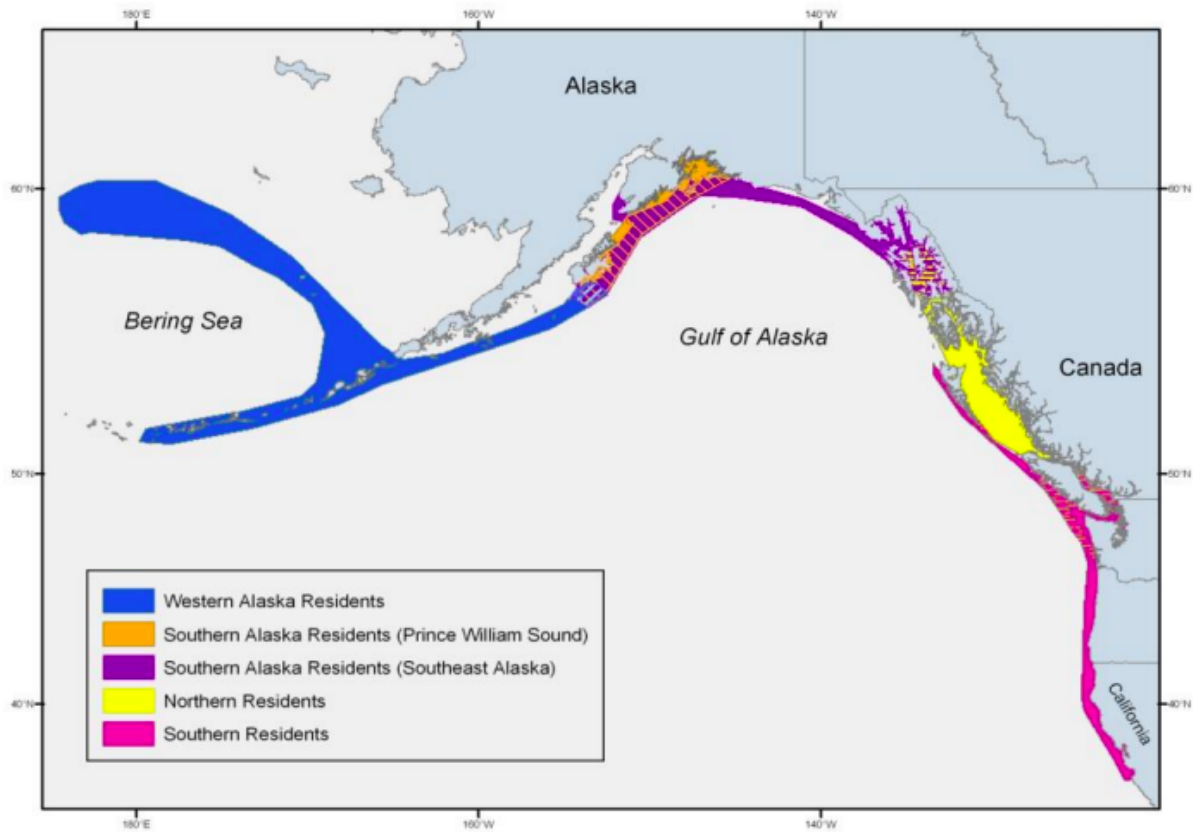 180°E
160°W
140°W
Alaska
60°N
60°N
Bering Sea
Gulf of Alaska
Canada
50°N
50°N
Western Alaska Residents
Southern Alaska Residents (Prince William Sound)
Southern Alaska Residents (Southeast Alaska)
Northern Residents
Southern Residents
California
40°N
40°N
180°E
160°W
140°W